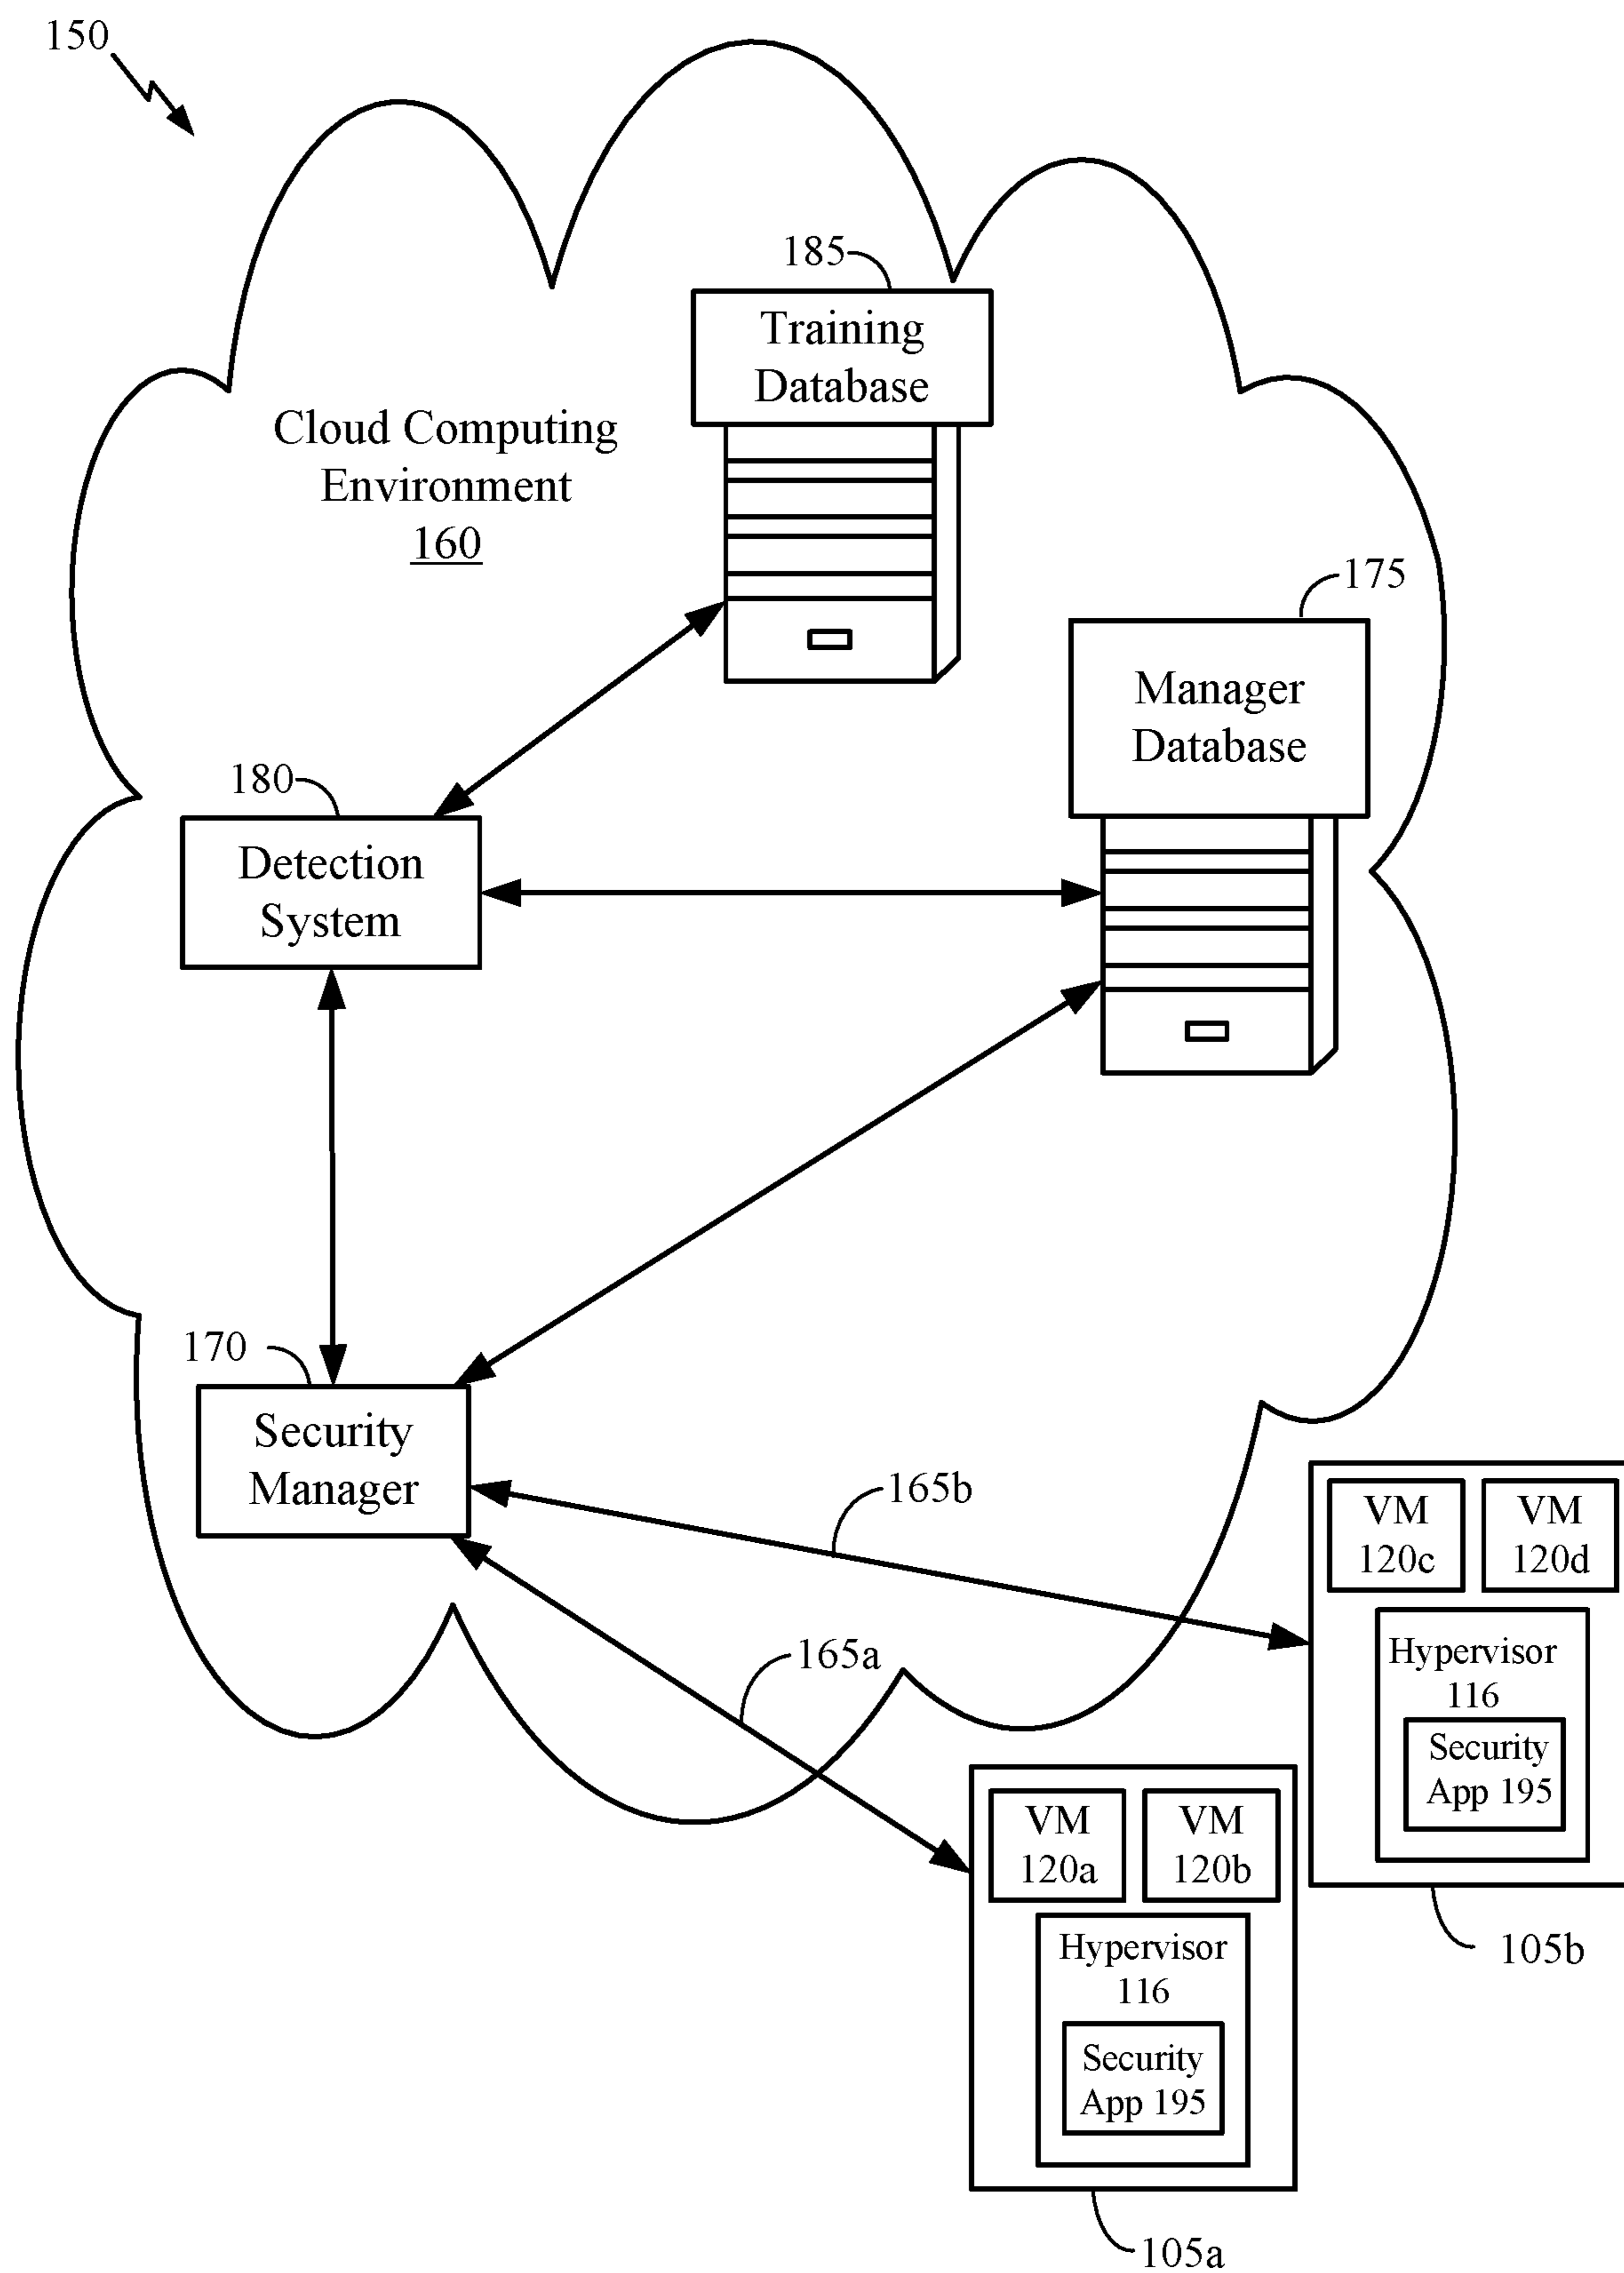 150
185
Training
Database
Cloud Computing
Environment
160
175
Manager
Database
180
Detection
System
170
Security
Manager
165b
165a
VM
120c
VM
120d
Hypervisor
116
Security
App 195
105b
VM
120a
VM
120b
Hypervisor
116
Security
App 195
105a